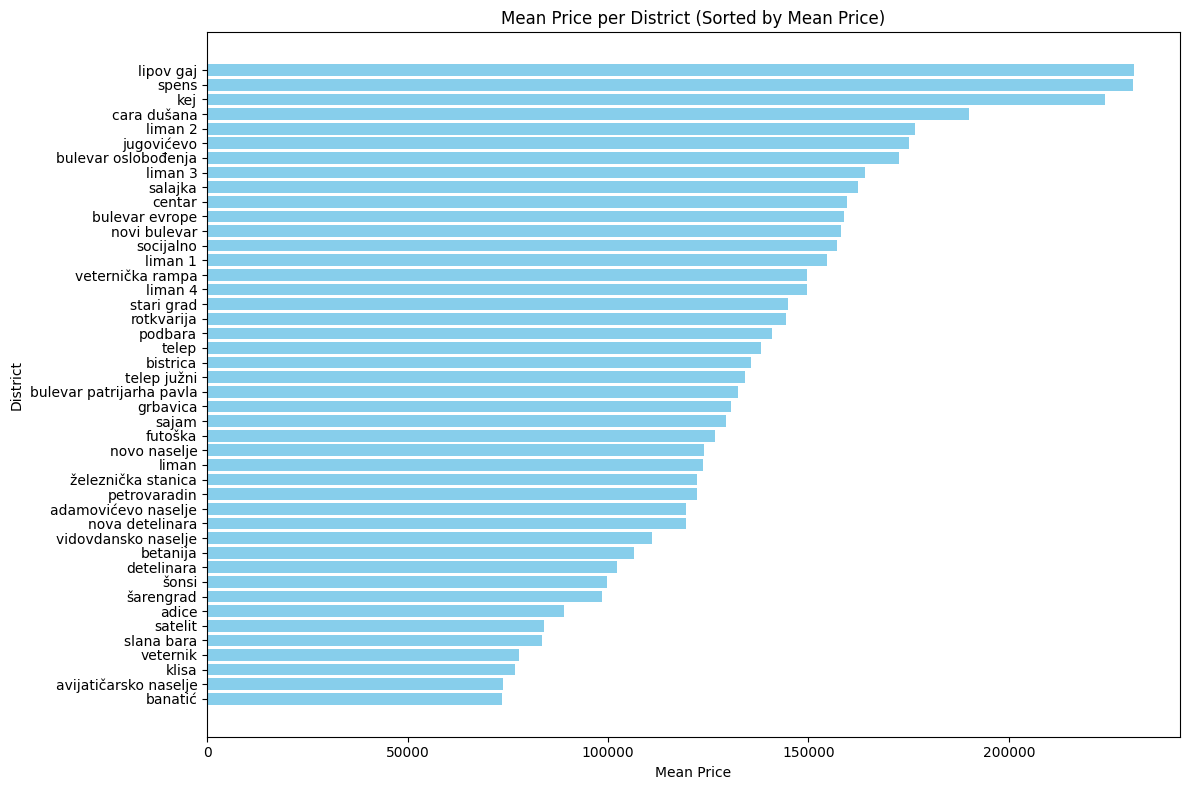 Mean Price per District (Sorted by Mean Price)
lipov gaj
spens
kej
cara dušana
liman 2
jugovićevo
bulevar oslobođenja
liman 3
salajka
centar
bulevar evrope
novi bulevar
socijalno
liman 1
veternička rampa
liman 4
stari grad
rotkvarija
podbara
telep
bistrica
telep južni
bulevar patrijarha pavla
grbavica
sajam
futoška
novo naselje
liman
železnička stanica
petrovaradin
adamovićevo naselje
nova detelinara
vidovdansko naselje
betanija
detelinara
šonsi
šarengrad
adice
satelit
slana bara
veternik
klisa
avijatičarsko naselje
banatić
District
0 50000 100000 150000 200000
Mean Price